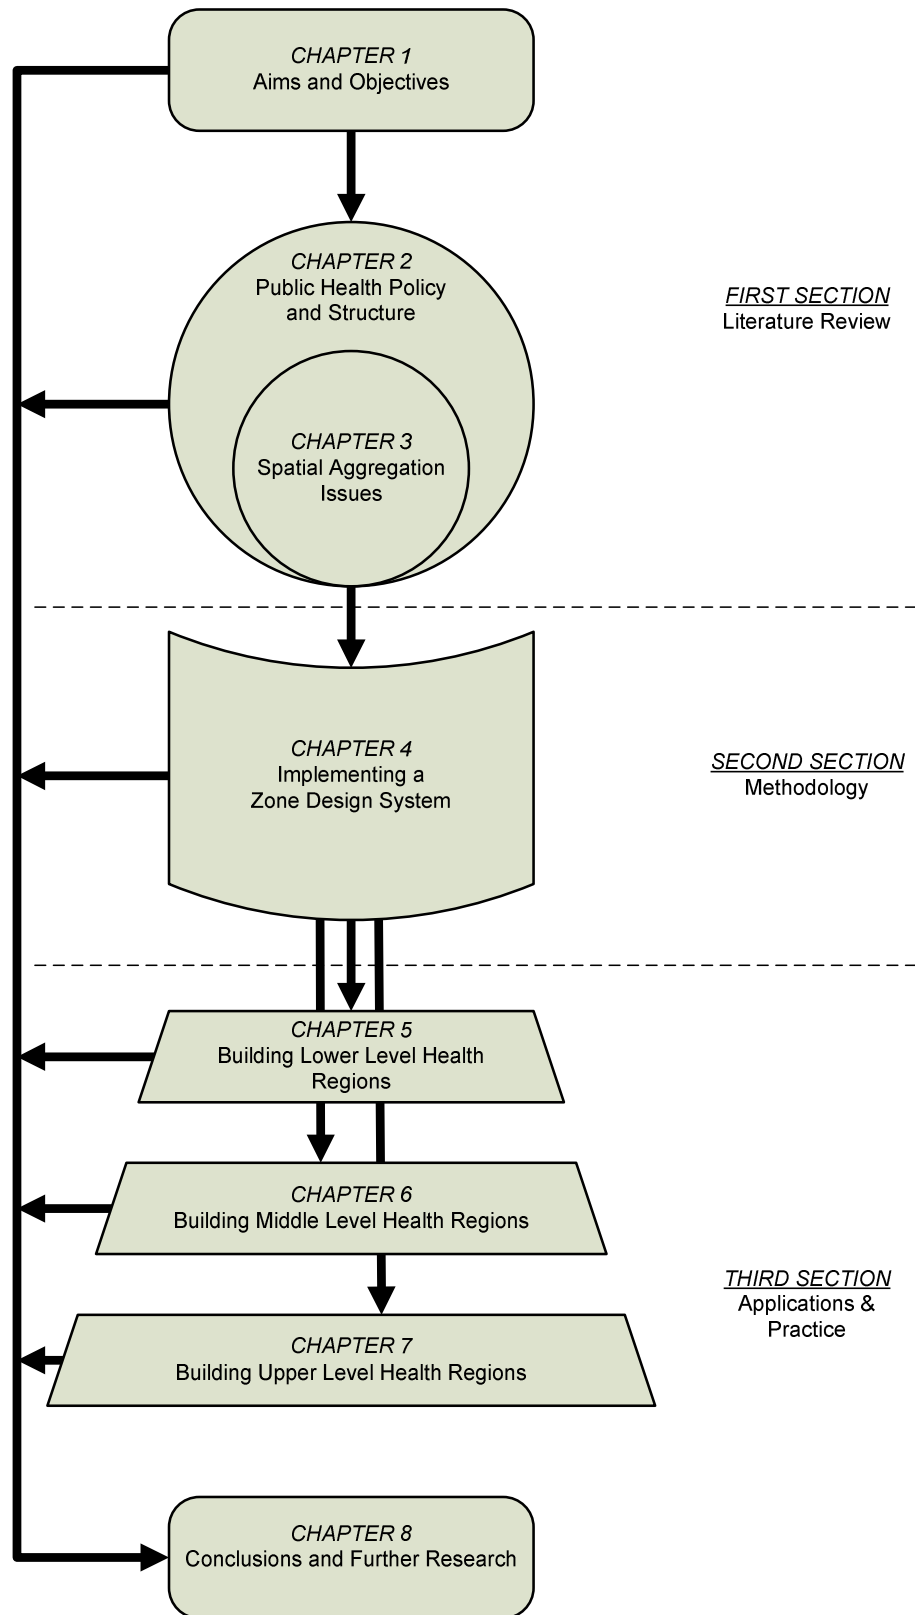 CHAPTER 1
Aims and Objectives
CHAPTER 2
Public Health Policy
and Structure
FIRST SECTION
Literature Review
CHAPTER 3
Spatial Aggregation
Issues
CHAPTER 4
Implementing a
Zone Design System
SECOND SECTION
Methodology
CHAPTER 5
Building Lower Level Health
Regions
CHAPTER 6
Building Middle Level Health Regions
THIRD SECTION
Applications &
Practice
CHAPTER 7
Building Upper Level Health Regions
CHAPTER 8
Conclusions and Further Research